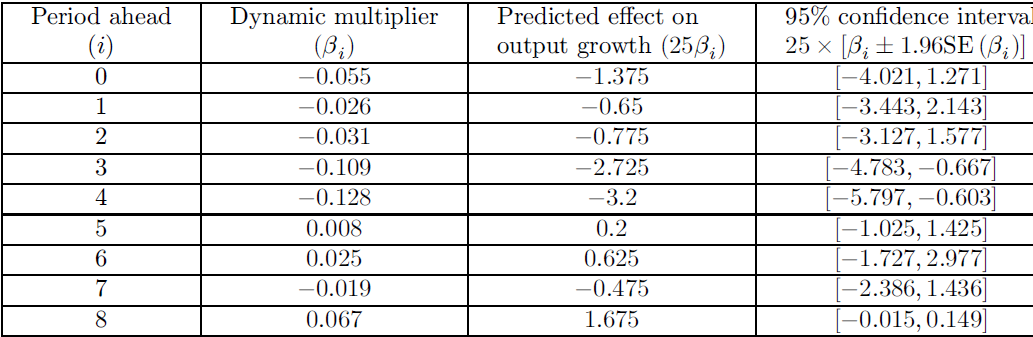 Period ahead Dynamic multiplier Predicted effect on 95% confidence interva
(i) (β_i) output growth (25β_i) 25 × [β_i ± 1.96SE (β_i)]
0 −0.055 −1.375 [−4.021, 1.271]
1 −0.026 −0.65 [−3.443, 2.143]
2 −0.031 −0.775 [−3.127, 1.577]
3 −0.109 −2.725 [−4.783, −0.667]
4 −0.128 −3.2 [−5.797, −0.603]
5 0.008 0.2 [−1.025, 1.425]
6 0.025 0.625 [−1.727, 2.977]
7 −0.019 −0.475 [−2.386, 1.436]
8 0.067 1.675 [−0.015, 0.149]